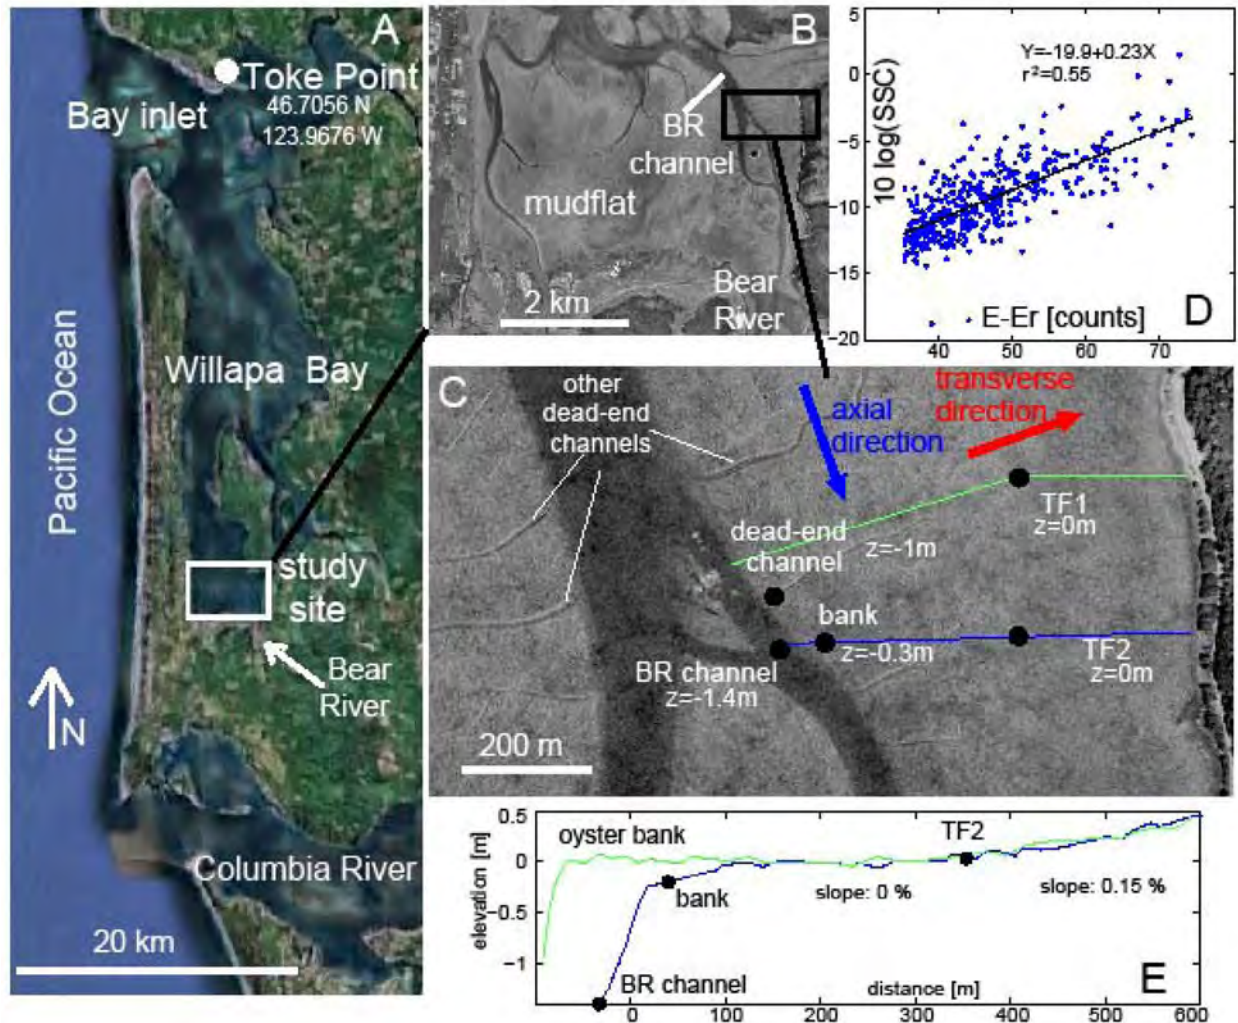 A
Toke Point
46.7056 N
123.9676 W
Bay inlet
Pacific Ocean
Willapa Bay
study
site
Bear
River
N
Columbia River
20 km
B
BR
channel
mudflat
Bear
River
2 km
5
0
−5
−10
−15
−20
10 log(SSC)
Y=-19.9+0.23X
r²=0.55
E-Er [counts]
D
40
50
60
70
C
other
dead-end
channels
axial
direction
transverse
direction
TF1
z=0m
dead-end
channel
z=-1m
bank
z=-0.3m
TF2
z=0m
BR channel
z=-1.4m
200 m
0.5
0
−0.5
−1
elevation [m]
oyster bank
TF2
bank
slope: 0 %
slope: 0.15 %
BR channel
distance [m]
E
0
100
200
300
400
500
600